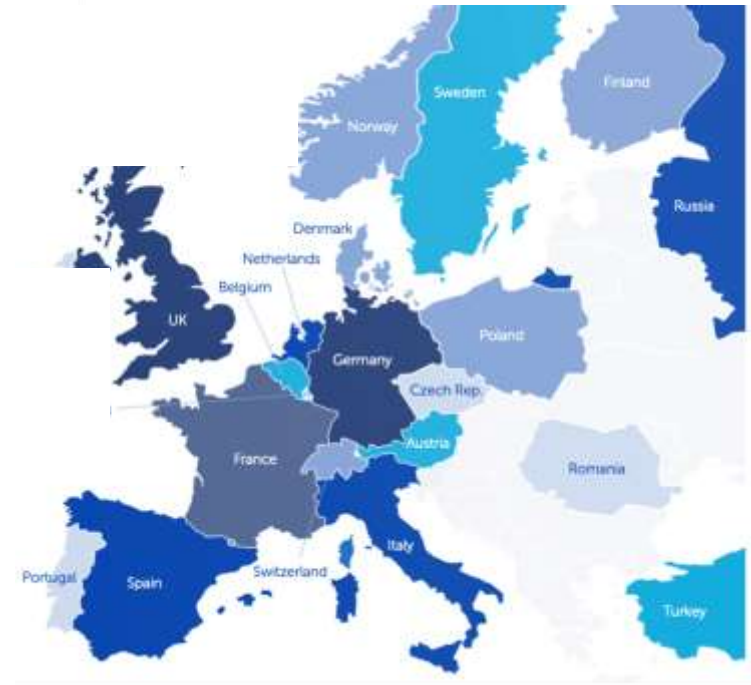 Finland
Sweden
Norway
Russia
Denmark
Netherlands
Belgium
UK
Poland
Germany
Czech Rep.
Austria
France
Romania
Italy
Switzerland
Portugal
Spain
Turkey